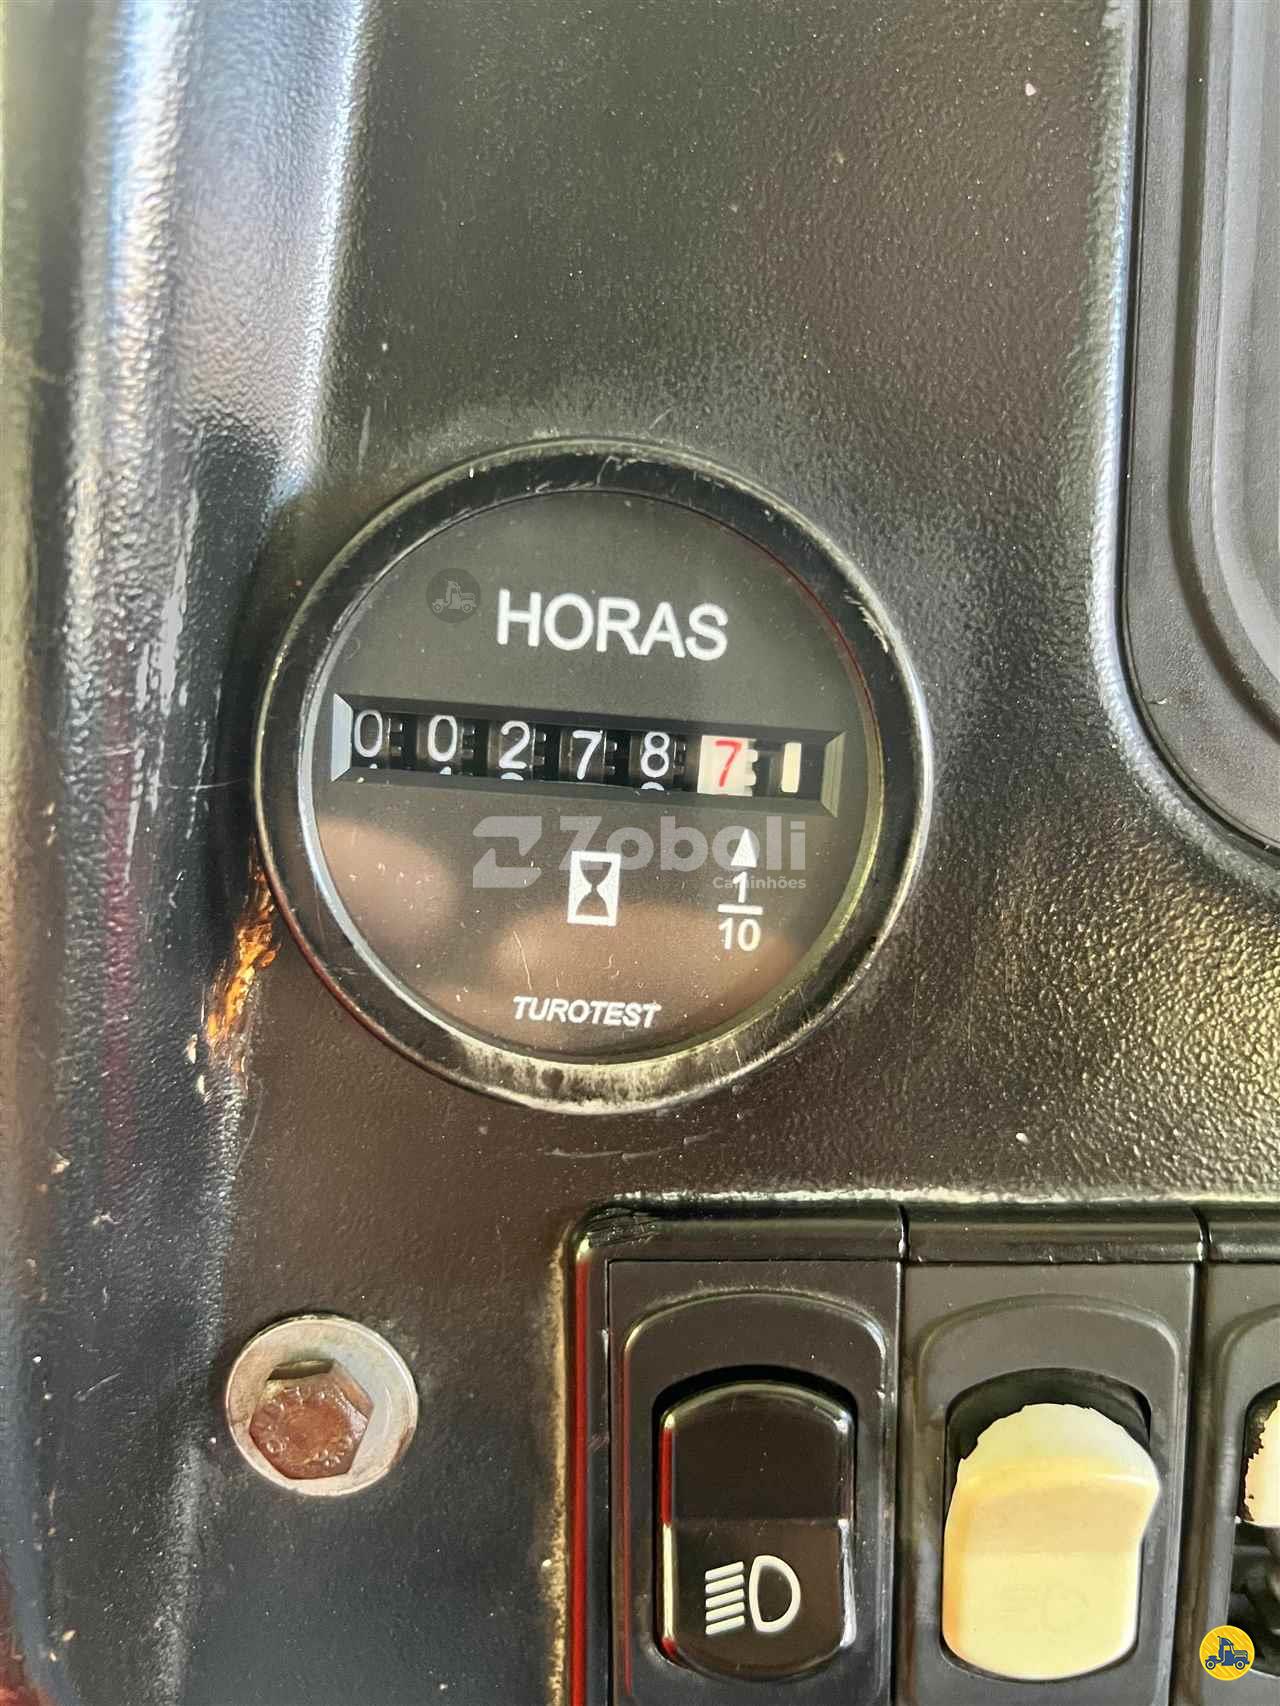 HORAS
0 0 2 7 8 7
Zoboli
Caminhões
1
10
TUROTEST